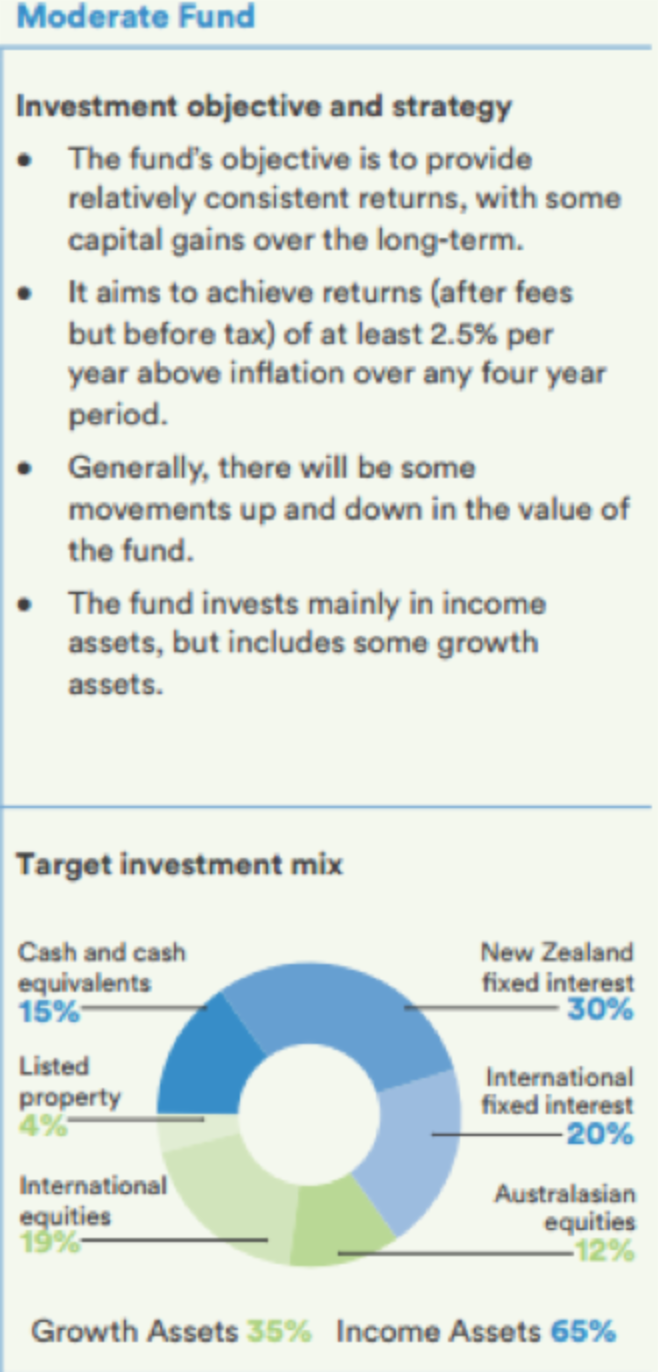 Moderate Fund
Investment objective and strategy
• The fund's objective is to provide
relatively consistent returns, with some
capital gains over the long-term.
• It aims to achieve returns (after fees
but before tax) of at least 2.5% per
year above inflation over any four year
period.
• Generally, there will be some
movements up and down in the value of
the fund.
• The fund invests mainly in income
assets, but includes some growth
assets.
Target investment mix
Cash and cash
equivalents
15%
New Zealand
fixed interest
30%
Listed
property
4%
International
fixed interest
20%
International
equities
19%
Australasian
equities
12%
Growth Assets 35% Income Assets 65%